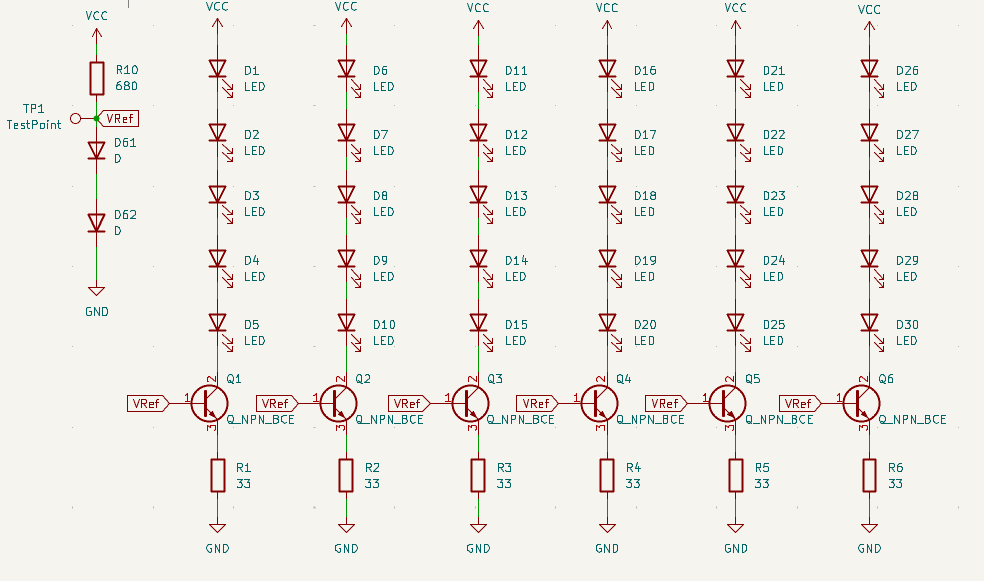 VCC VCC VCC VCC VCC VCC VCC
R10
680
D1
LED
D6
LED
D11
LED
D16
LED
D21
LED
D26
LED
TP1
TestPoint
VRef
D61
D
D2
LED
D7
LED
D12
LED
D17
LED
D22
LED
D27
LED
D62
D
D3
LED
D8
LED
D13
LED
D18
LED
D23
LED
D28
LED
GND
D4
LED
D9
LED
D14
LED
D19
LED
D24
LED
D29
LED
D5
LED
D10
LED
D15
LED
D20
LED
D25
LED
D30
LED
VRef 1 2 3 Q1
Q_NPN_BCE
VRef 1 2 3 Q2
Q_NPN_BCE
VRef 1 2 3 Q3
Q_NPN_BCE
VRef 1 2 3 Q4
Q_NPN_BCE
VRef 1 2 3 Q5
Q_NPN_BCE
VRef 1 2 3 Q6
Q_NPN_BCE
R1
33
R2
33
R3
33
R4
33
R5
33
R6
33
GND GND GND GND GND GND